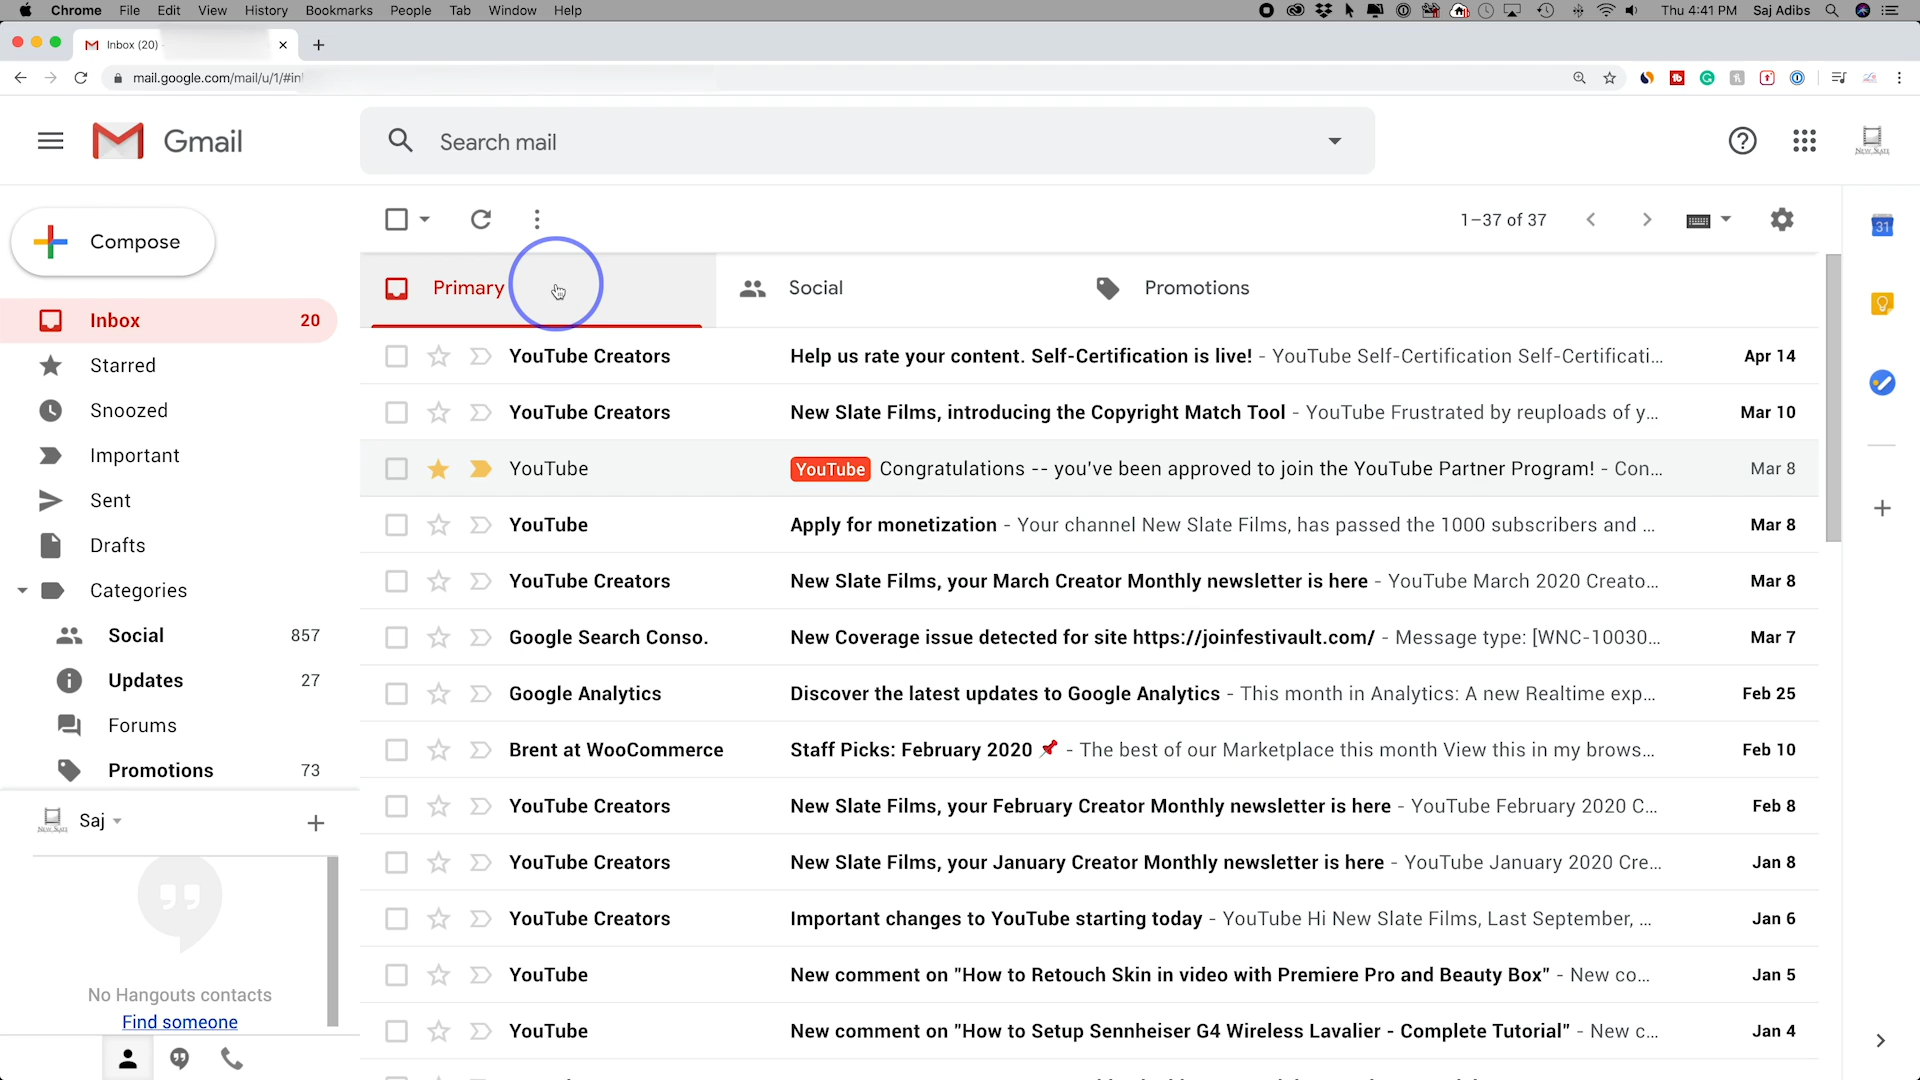 Chrome File Edit View History Bookmarks People Tab Window Help Thu 4:41 PM Saj Adibs
Inbox (20)
mail.google.com/mail/u/1/#in
Gmail
Search mail
Compose
1–37 of 37
31
Primary
Social
Promotions
Inbox 20
Starred
Snoozed
Important
Sent
Drafts
Categories
Social 857
Updates 27
Forums
Promotions 73
Saj
No Hangouts contacts
Find someone
YouTube Creators Help us rate your content. Self-Certification is live! - YouTube Self-Certification Self-Certificati... Apr 14
YouTube Creators New Slate Films, introducing the Copyright Match Tool - YouTube Frustrated by reuploads of y... Mar 10
YouTube YouTube Congratulations -- you've been approved to join the YouTube Partner Program! - Con... Mar 8
YouTube Apply for monetization - Your channel New Slate Films, has passed the 1000 subscribers and ... Mar 8
YouTube Creators New Slate Films, your March Creator Monthly newsletter is here - YouTube March 2020 Creato... Mar 8
Google Search Conso. New Coverage issue detected for site https://joinfestivault.com/ - Message type: [WNC-10030... Mar 7
Google Analytics Discover the latest updates to Google Analytics - This month in Analytics: A new Realtime exp... Feb 25
Brent at WooCommerce Staff Picks: February 2020 📌 - The best of our Marketplace this month View this in my brows... Feb 10
YouTube Creators New Slate Films, your February Creator Monthly newsletter is here - YouTube February 2020 C... Feb 8
YouTube Creators New Slate Films, your January Creator Monthly newsletter is here - YouTube January 2020 Cre... Jan 8
YouTube Creators Important changes to YouTube starting today - YouTube Hi New Slate Films, Last September, ... Jan 6
YouTube New comment on "How to Retouch Skin in video with Premiere Pro and Beauty Box" - New co... Jan 5
YouTube New comment on "How to Setup Sennheiser G4 Wireless Lavalier - Complete Tutorial" - New c... Jan 4